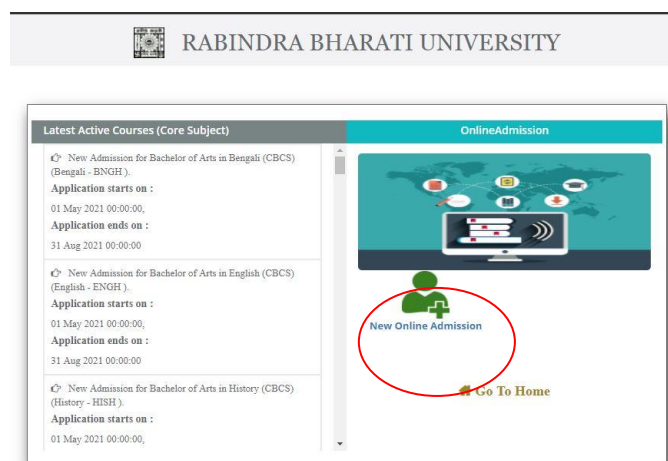 RABINDRA BHARATI UNIVERSITY
Latest Active Courses (Core Subject)
New Admission for Bachelor of Arts in Bengali (CBCS)
(Bengali - BNGH ).
Application starts on :
01 May 2021 00:00:00,
Application ends on :
31 Aug 2021 00:00:00
New Admission for Bachelor of Arts in English (CBCS)
(English - ENGH ).
Application starts on :
01 May 2021 00:00:00,
Application ends on :
31 Aug 2021 00:00:00
New Admission for Bachelor of Arts in History (CBCS)
(History - HISH ).
Application starts on :
01 May 2021 00:00:00,
OnlineAdmission
New Online Admission
Go To Home